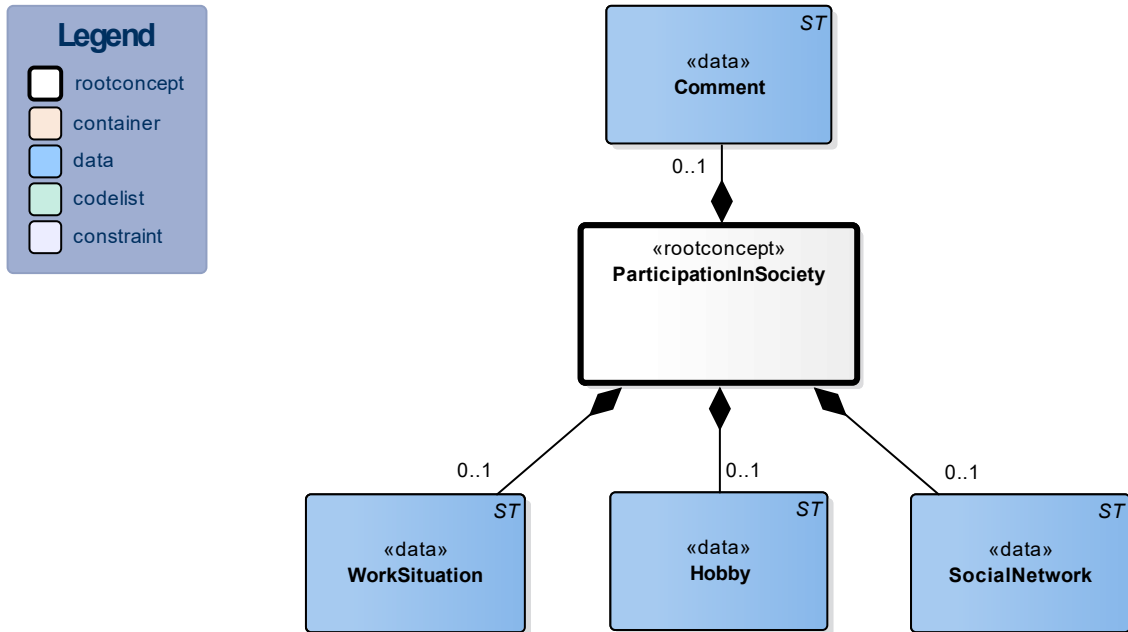 Legend
rootconcept
container
data
codelist
constraint
ST
«data»
Comment
0..1
«rootconcept»
ParticipationInSociety
0..1
0..1
0..1
ST
«data»
WorkSituation
ST
«data»
Hobby
ST
«data»
SocialNetwork